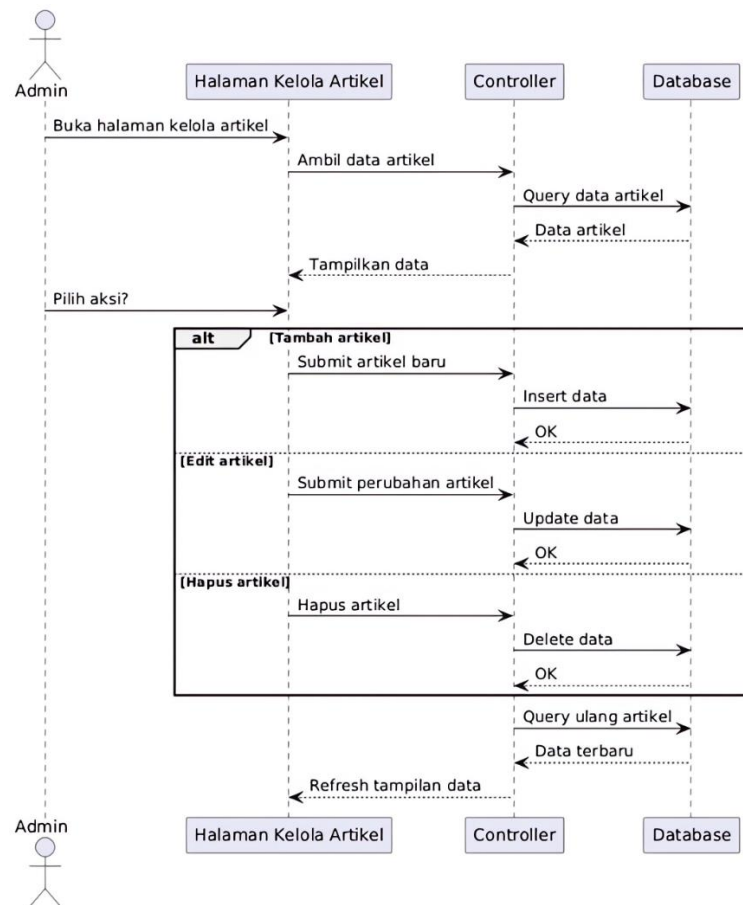 Admin
Halaman Kelola Artikel
Controller
Database
Buka halaman kelola artikel
Ambil data artikel
Query data artikel
Data artikel
Tampilkan data
Pilih aksi?
alt
[Tambah artikel]
Submit artikel baru
Insert data
OK
[Edit artikel]
Submit perubahan artikel
Update data
OK
[Hapus artikel]
Hapus artikel
Delete data
OK
Query ulang artikel
Data terbaru
Refresh tampilan data
Admin
Halaman Kelola Artikel
Controller
Database